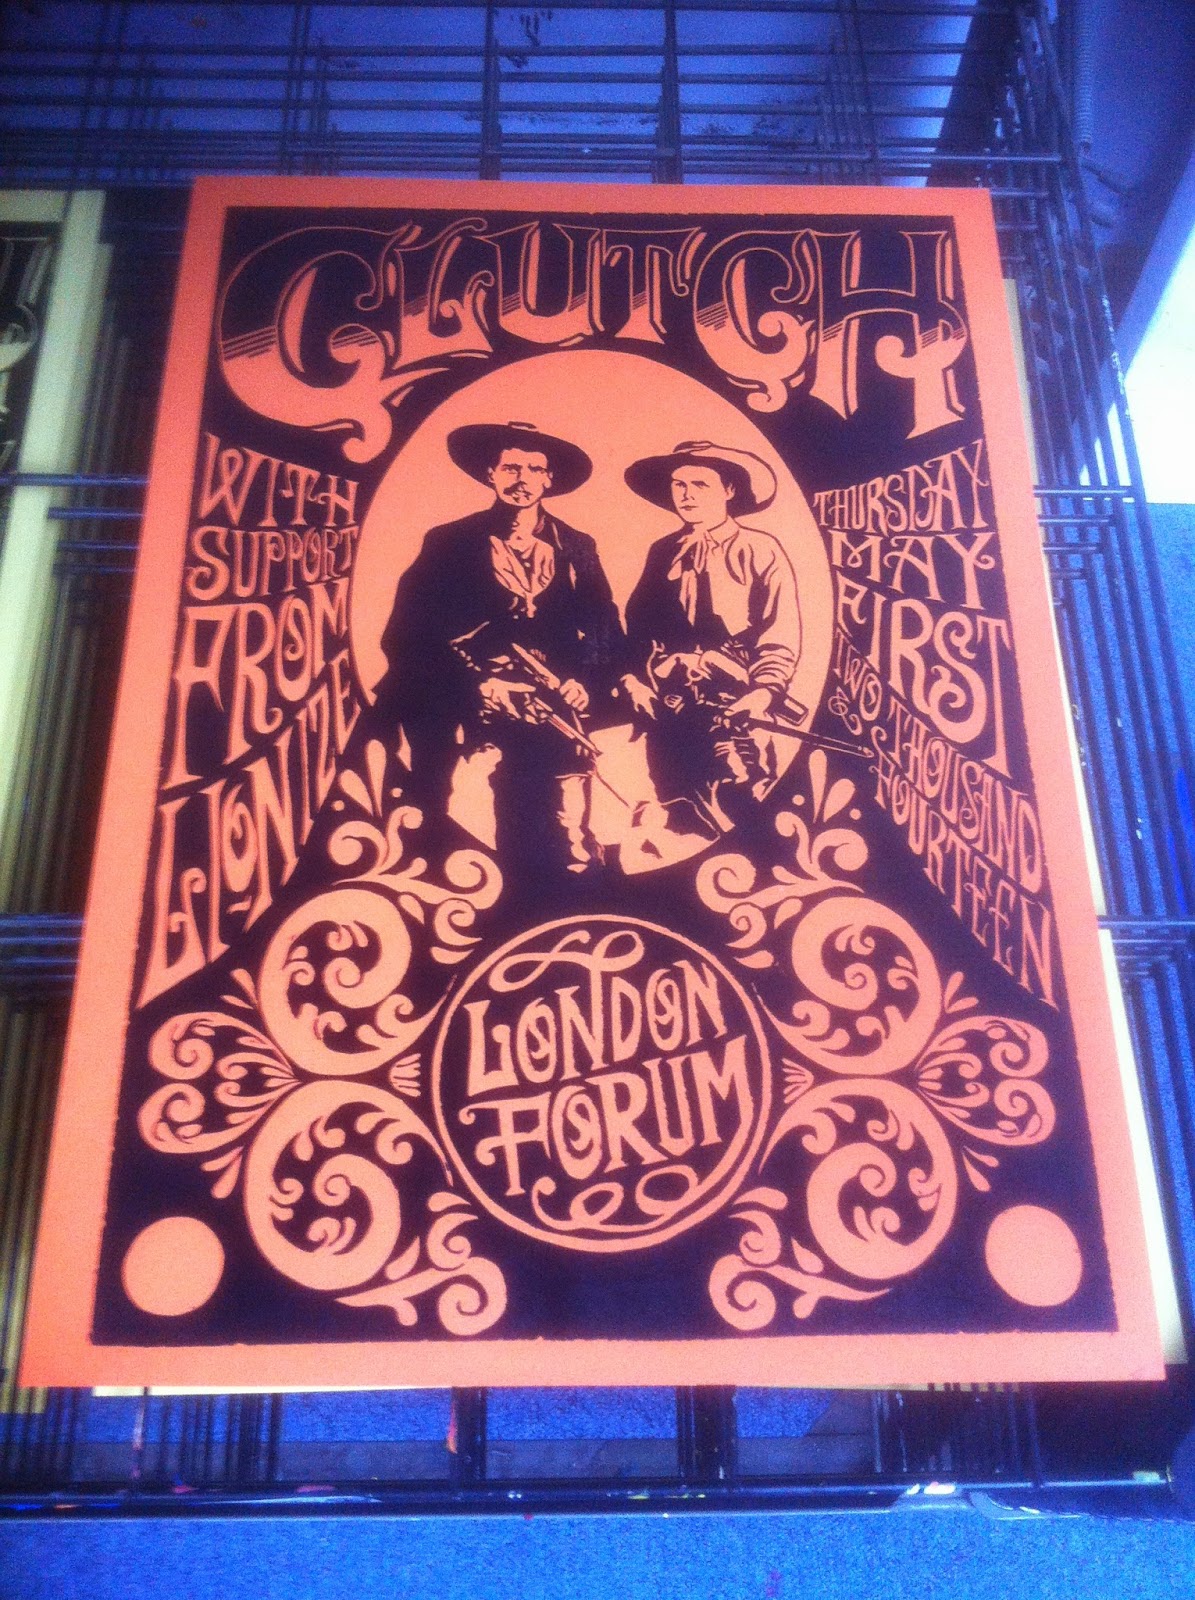 CLUTCH
WITH
SUPPORT
FROM
LIONIZE
THURSDAY
MAY
FIRST
TWO THOUSAND
& FOURTEEN
LONDON
FORUM